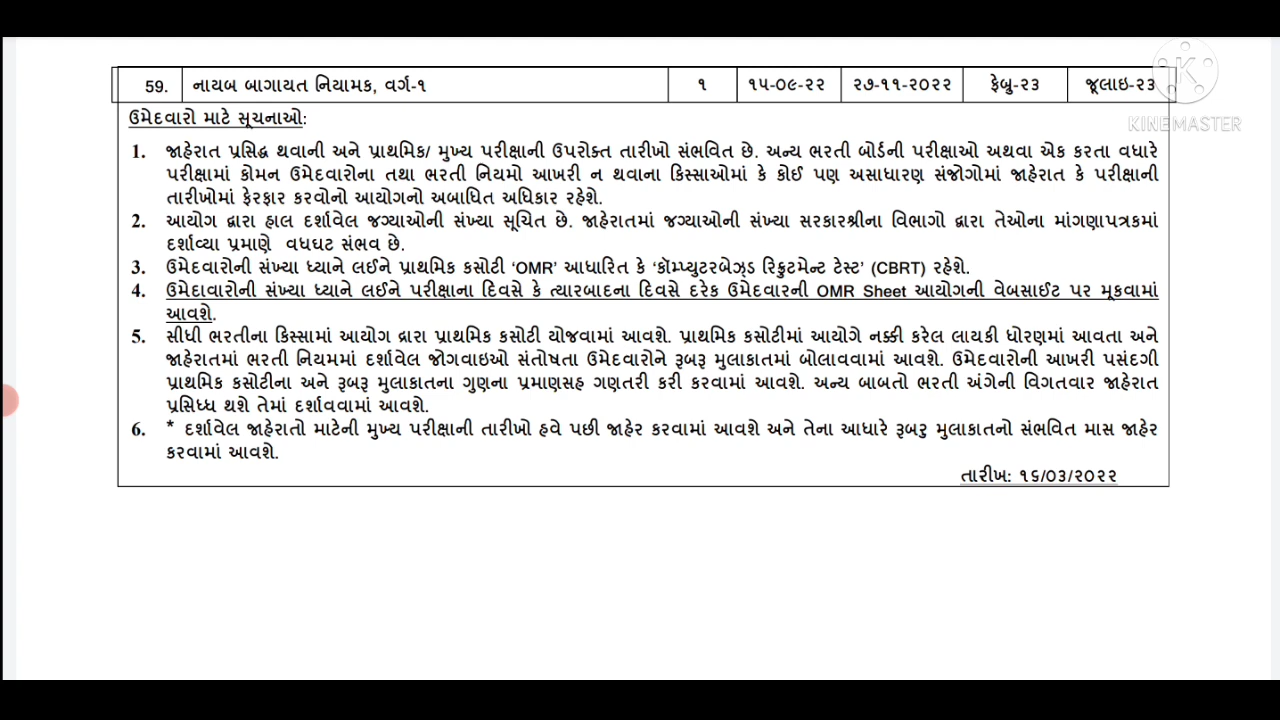 59. નાયબ બાગાયત નિયામક, વર્ગ-૧ ૧ ૧૫-૦૯-૨૨ ૨૭-૧૧-૨૦૨૨ ફેબ્રુ-૨૩ જૂલાઇ-૨૩
KINEMASTER
ઉમેદવારો માટે સૂચનાઓ:
1. જાહેરાત પ્રસિદ્ધ થવાની અને પ્રાથમિક/ મુખ્ય પરીક્ષાની ઉપરોક્ત તારીખો સંભવિત છે. અન્ય ભરતી બોર્ડની પરીક્ષાઓ અથવા એક કરતા વધારે
પરીક્ષામાં કોમન ઉમેદવારોના તથા ભરતી નિયમો આખરી ન થવાના કિસ્સાઓમાં કે કોઈ પણ અસાધારણ સંજોગોમાં જાહેરાત કે પરીક્ષાની
તારીખોમાં ફેરફાર કરવોનો આયોગનો અબાધિત અધિકાર રહેશે.
2. આયોગ દ્વારા હાલ દર્શાવેલ જગ્યાઓની સંખ્યા સૂચિત છે. જાહેરાતમાં જગ્યાઓની સંખ્યા સરકારશ્રીના વિભાગો દ્વારા તેઓના માંગણાપત્રકમાં
દર્શાવ્યા પ્રમાણે વધઘટ સંભવ છે.
3. ઉમેદવારોની સંખ્યા ધ્યાને લઈને પ્રાથમિક કસોટી ‘OMR’ આધારિત કે ‘કૉમ્પ્યુટરબેઝ્ડ રિક્રુટમેન્ટ ટેસ્ટ’ (CBRT) રહેશે.
4. ઉમેદાવારોની સંખ્યા ધ્યાને લઈને પરીક્ષાના દિવસે કે ત્યારબાદના દિવસે દરેક ઉમેદવારની OMR Sheet આયોગની વેબસાઈટ પર મૂકવામાં
આવશે.
5. સીધી ભરતીના કિસ્સામાં આયોગ દ્વારા પ્રાથમિક કસોટી યોજવામાં આવશે. પ્રાથમિક કસોટીમાં આયોગે નક્કી કરેલ લાયકી ધોરણમાં આવતા અને
જાહેરાતમાં ભરતી નિયમમાં દર્શાવેલ જોગવાઇઓ સંતોષતા ઉમેદવારોને રૂબરૂ મુલાકાતમાં બોલાવવામાં આવશે. ઉમેદવારોની આખરી પસંદગી
પ્રાથમિક કસોટીના અને રૂબરૂ મુલાકાતના ગુણના પ્રમાણસહ ગણતરી કરી કરવામાં આવશે. અન્ય બાબતો ભરતી અંગેની વિગતવાર જાહેરાત
પ્રસિધ્ધ થશે તેમાં દર્શાવવામાં આવશે.
6. * દર્શાવેલ જાહેરાતો માટેની મુખ્ય પરીક્ષાની તારીખો હવે પછી જાહેર કરવામાં આવશે અને તેના આધારે રૂબરુ મુલાકાતનો સંભવિત માસ જાહેર
કરવામાં આવશે.
તારીખ: ૧૬/૦૩/૨૦૨૨